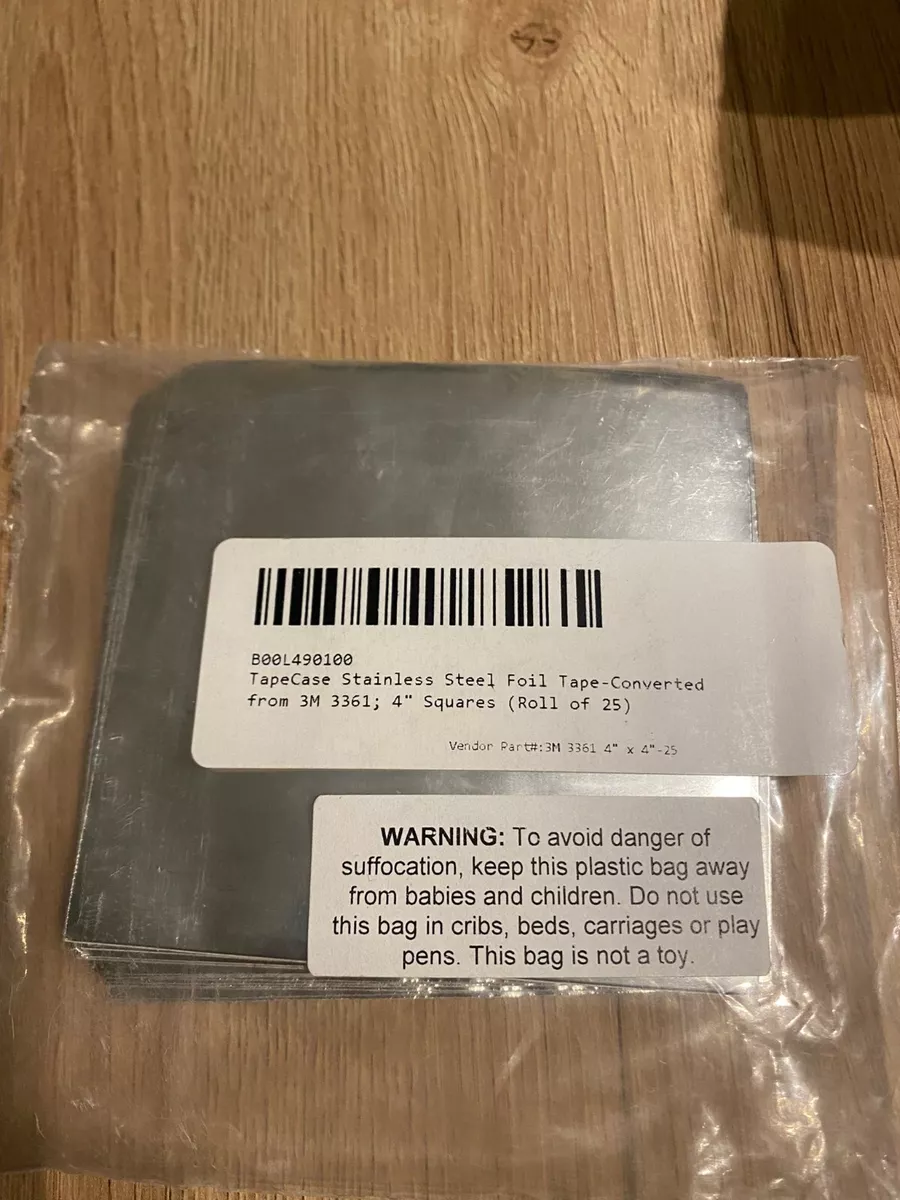 B00L490100
TapeCase Stainless Steel Foil Tape-Converted
from 3M 3361; 4" Squares (Roll of 25)
Vendor Part#:3M 3361 4" x 4"-25
WARNING: To avoid danger of
suffocation, keep this plastic bag away
from babies and children. Do not use
this bag in cribs, beds, carriages or play
pens. This bag is not a toy.